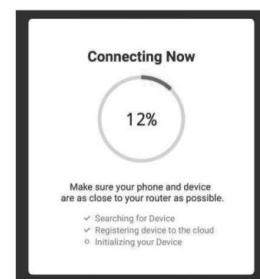 Connecting Now
12%
Make sure your phone and device
are as close to your router as possible.
✓ Searching for Device
✓ Registering device to the cloud
○ Initializing your Device